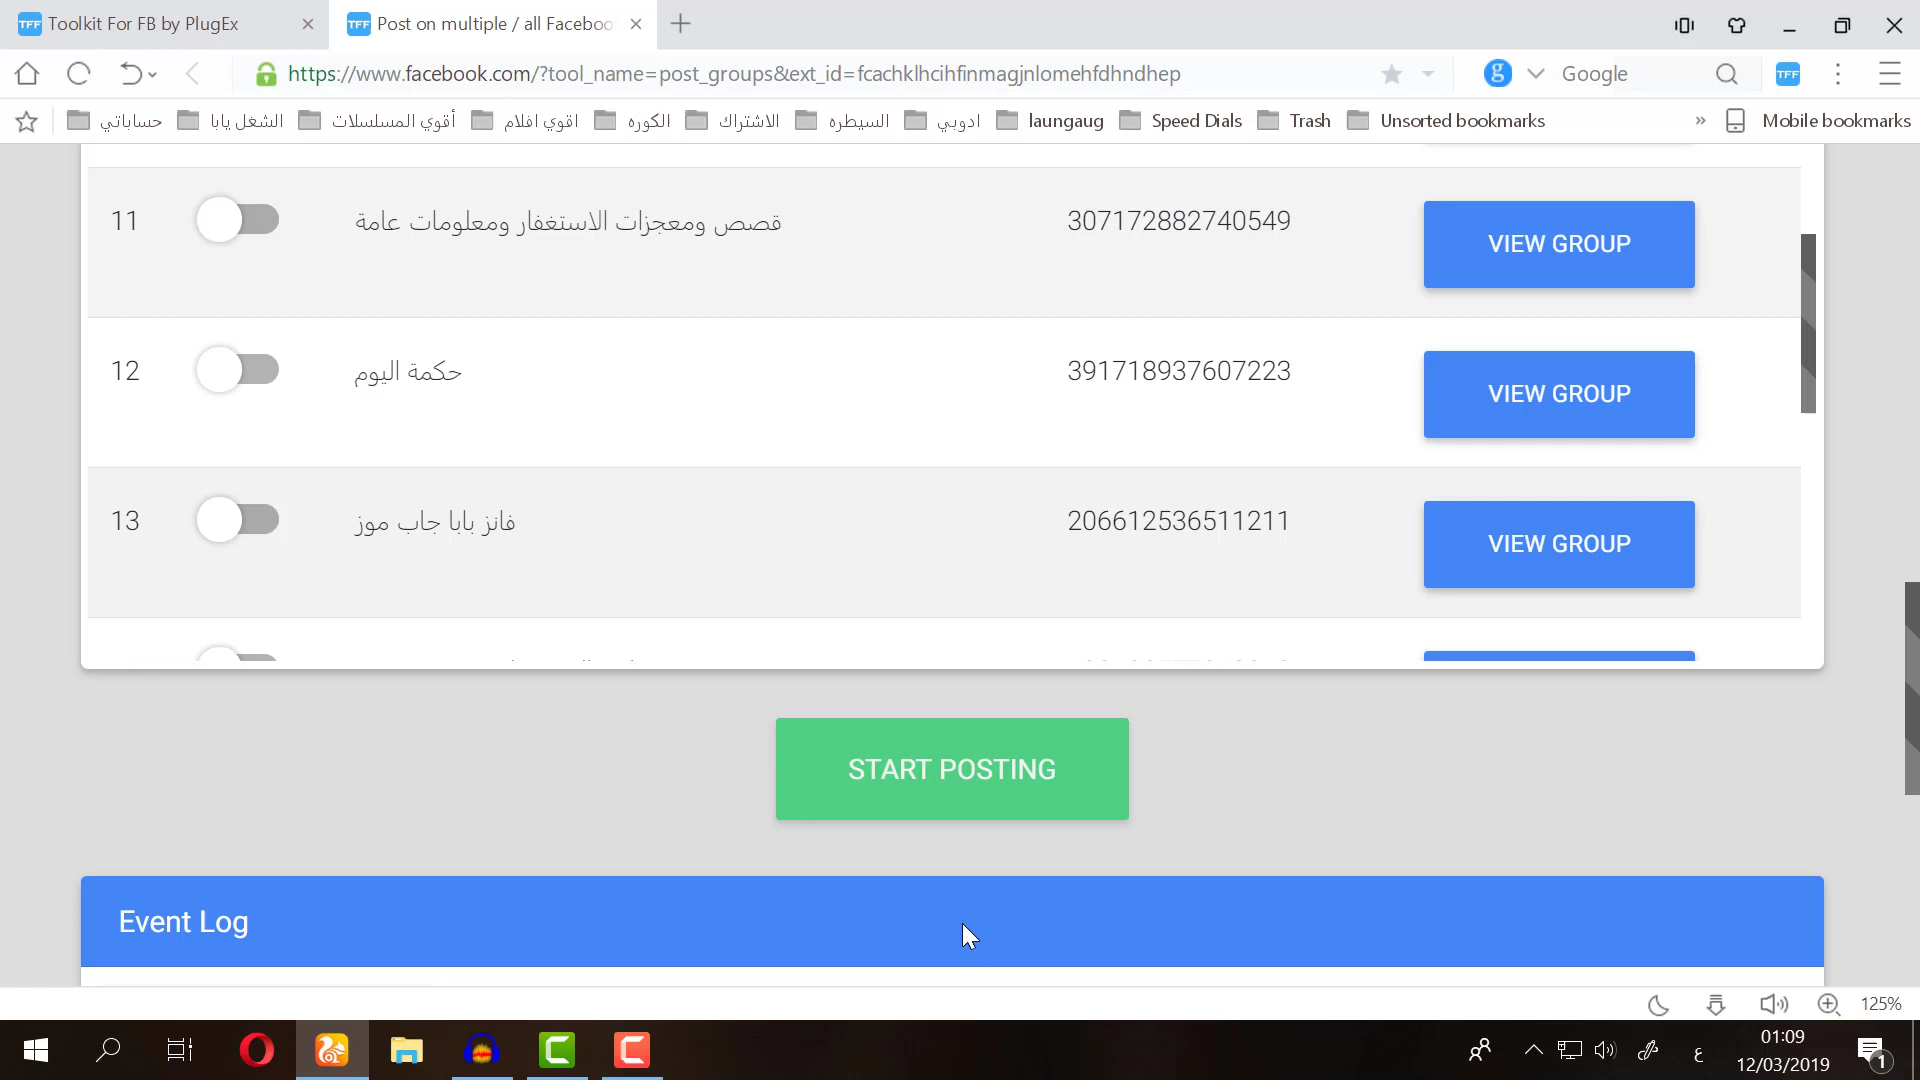 Toolkit For FB by PlugEx
Post on multiple / all Faceboo
https://www.facebook.com/?tool_name=post_groups&ext_id=fcachklhcihfinmagjnlomehfdhndhep
Google
TFF
حساباتي
الشغل يابا
أقوي المسلسلات
اقوي افلام
الكوره
الاشتراك
السيطره
ادوبي
laungaug
Speed Dials
Trash
Unsorted bookmarks
»
Mobile bookmarks
11 قصص ومعجزات الاستغفار ومعلومات عامة 307172882740549 VIEW GROUP
12 حكمة اليوم 391718937607223 VIEW GROUP
13 فانز بابا جاب موز 206612536511211 VIEW GROUP
START POSTING
Event Log
125%
ع
01:09
12/03/2019
1